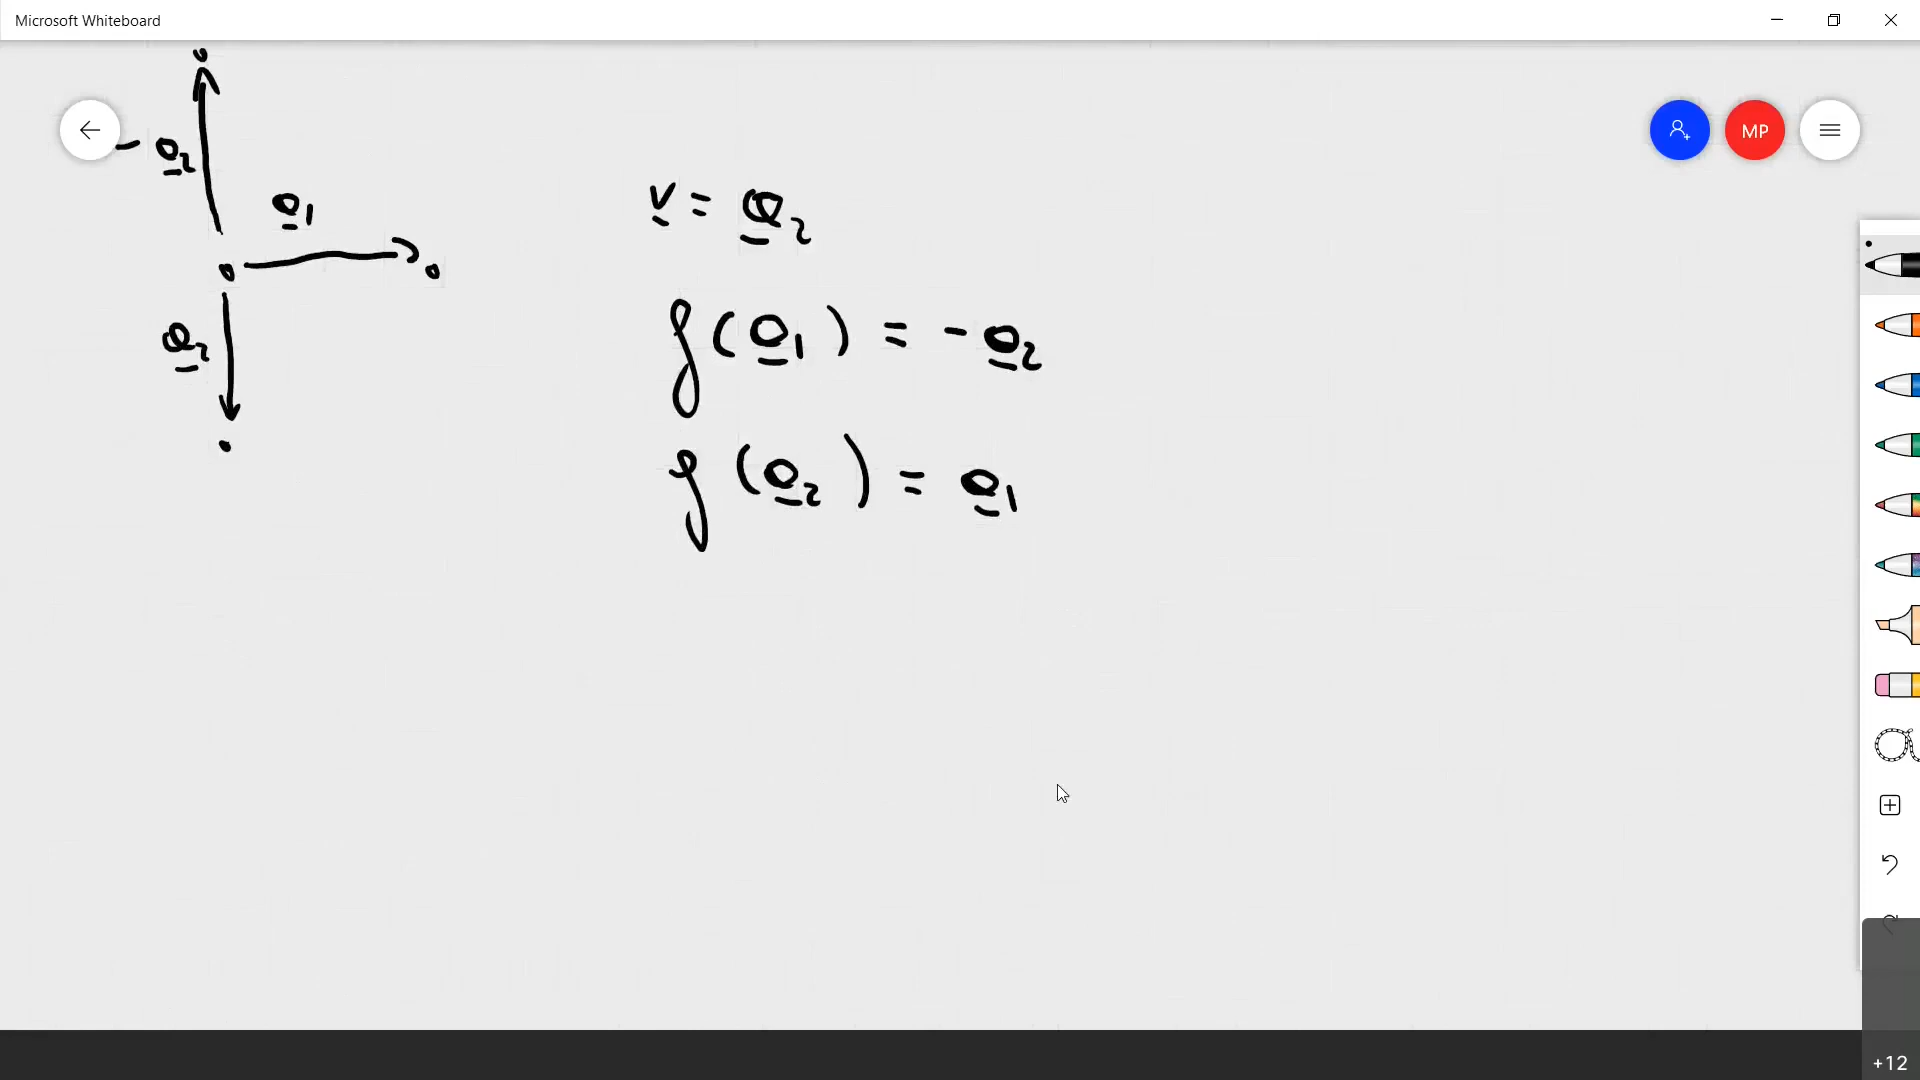 Microsoft Whiteboard
MP
- e2
e1
e2
v = e2
f(e1) = -e2
f(e2) = e1
+12